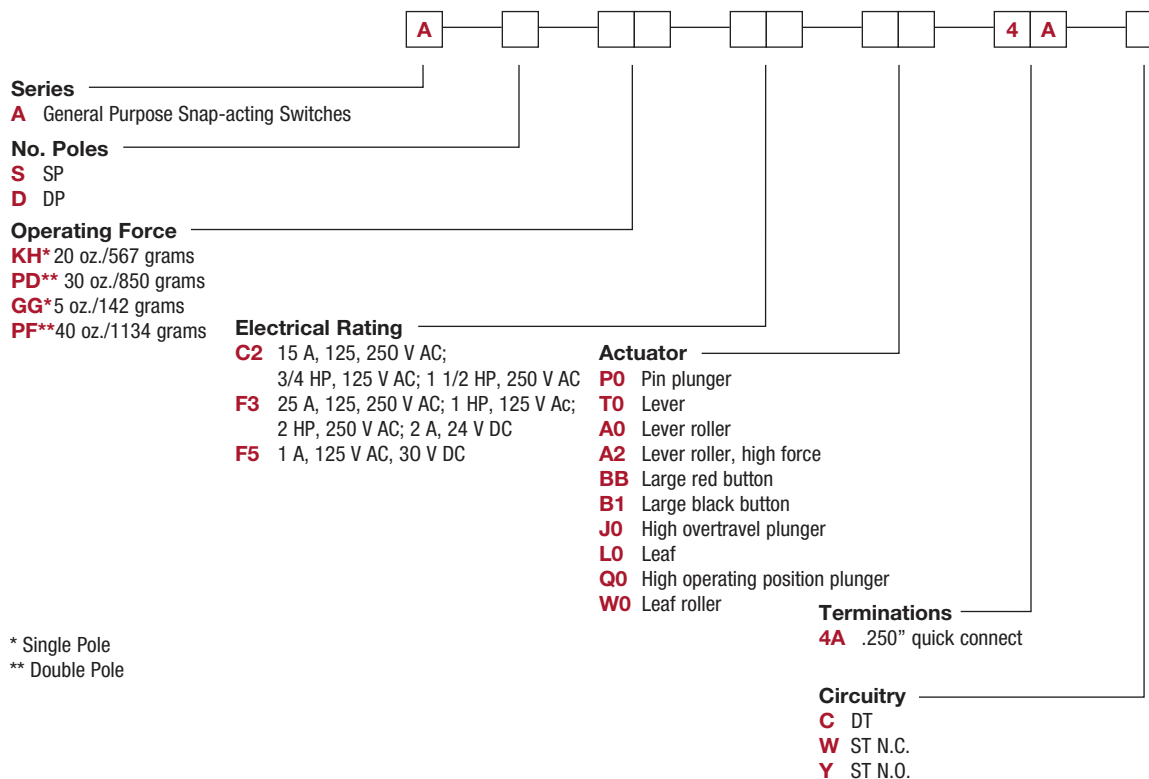 A 4 A
Series
A General Purpose Snap-acting Switches
No. Poles
S SP
D DP
Operating Force
KH* 20 oz./567 grams
PD** 30 oz./850 grams
GG* 5 oz./142 grams
PF** 40 oz./1134 grams
Electrical Rating
C2 15 A, 125, 250 V AC;
3/4 HP, 125 V AC; 1 1/2 HP, 250 V AC
F3 25 A, 125, 250 V AC; 1 HP, 125 V Ac;
2 HP, 250 V AC; 2 A, 24 V DC
F5 1 A, 125 V AC, 30 V DC
Actuator
P0 Pin plunger
T0 Lever
A0 Lever roller
A2 Lever roller, high force
BB Large red button
B1 Large black button
J0 High overtravel plunger
L0 Leaf
Q0 High operating position plunger
W0 Leaf roller
Terminations
4A .250” quick connect
* Single Pole
** Double Pole
Circuitry
C DT
W ST N.C.
Y ST N.O.